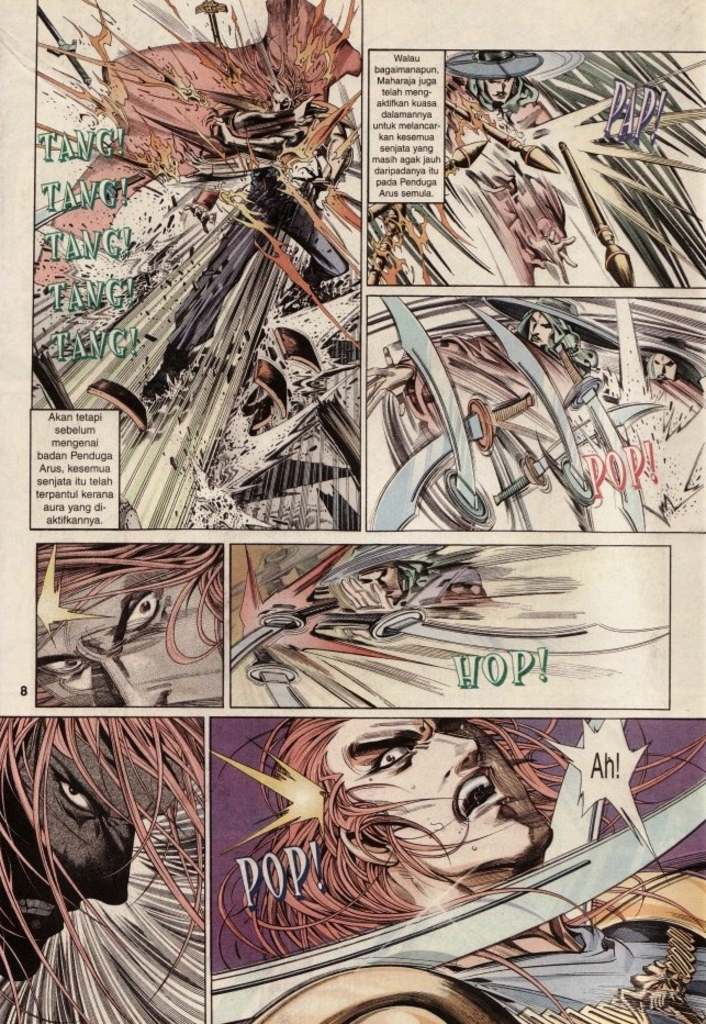 TANG!
TANG!
TANG!
TANG!
TANG!
Akan tetapi
sebelum
mengenai
badan Penduga
Arus, kesemua
senjata itu telah
terpantul kerana
aura yang di-
aktifkannya.
Walau
bagaimanapun,
Maharaja juga
telah meng-
aktifkan kuasa
dalamannya
untuk melancar-
kan kesemua
senjata yang
masih agak jauh
daripadanya itu
pada Penduga
Arus semula.
PAP!
POP!
HOP!
8
POP!
Ah!